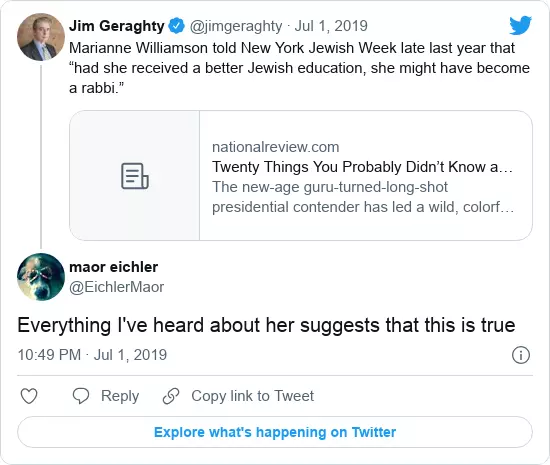 Jim Geraghty @jimgeraghty · Jul 1, 2019
Marianne Williamson told New York Jewish Week late last year that
“had she received a better Jewish education, she might have become
a rabbi.”
nationalreview.com
Twenty Things You Probably Didn’t Know a…
The new-age guru-turned-long-shot
presidential contender has led a wild, colorf…
maor eichler
@EichlerMaor
Everything I've heard about her suggests that this is true
10:49 PM · Jul 1, 2019
Reply Copy link to Tweet
Explore what's happening on Twitter